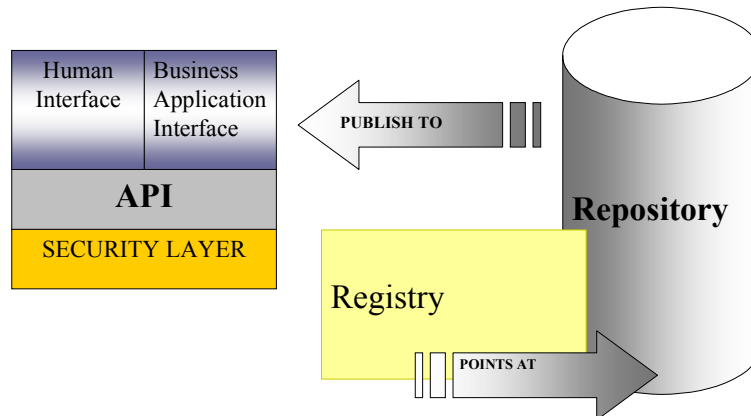 Human
Interface
Business
Application
Interface
API
SECURITY LAYER
PUBLISH TO
Repository
Registry
POINTS AT